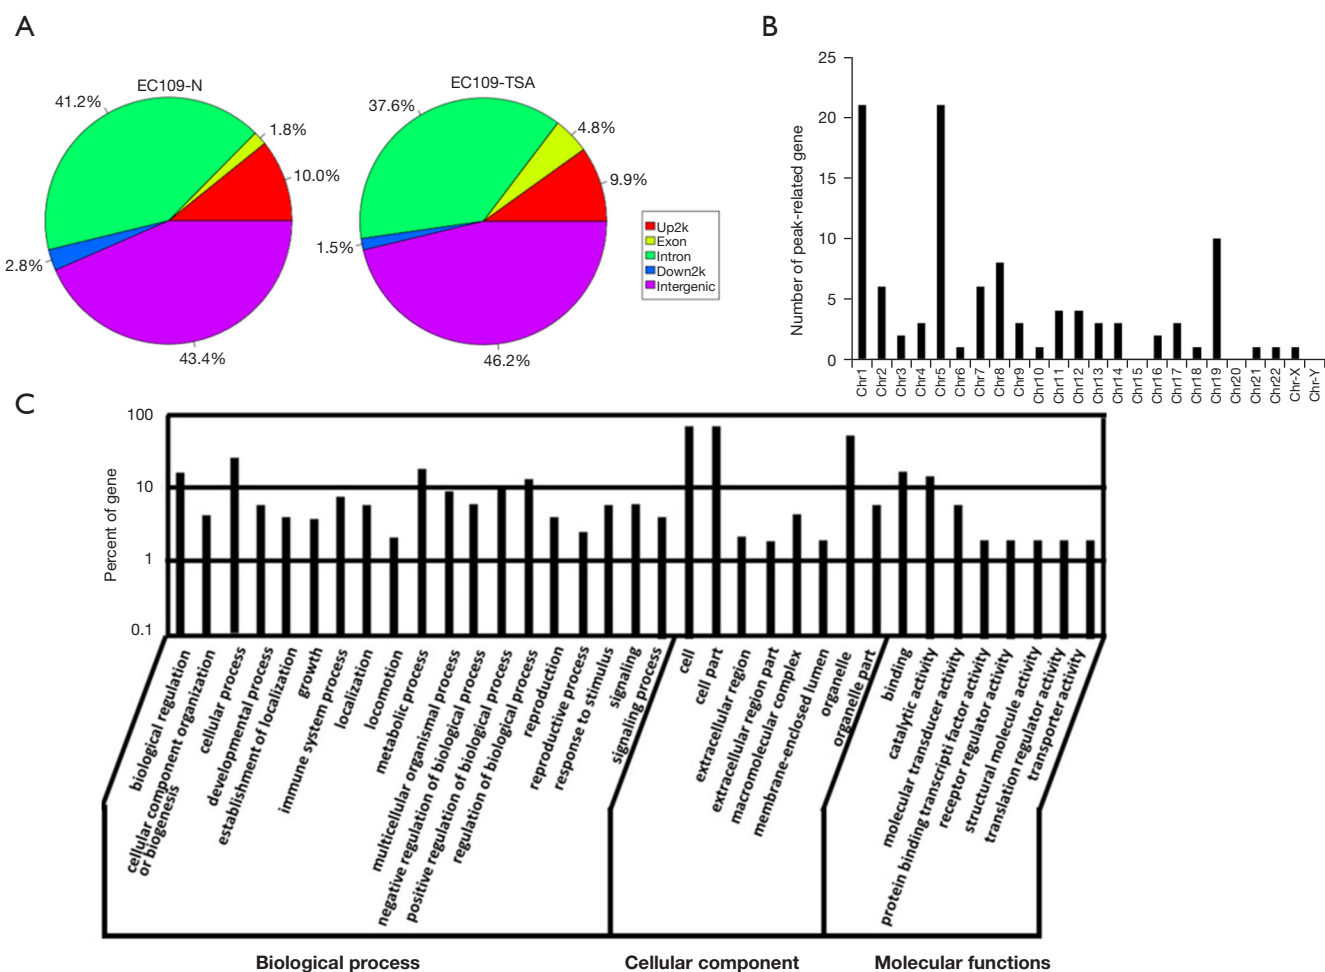 A
EC109-N
41.2%
1.8%
10.0%
2.8%
43.4%
EC109-TSA
37.6%
4.8%
9.9%
1.5%
46.2%
Up2k
Exon
Intron
Down2k
Intergenic
B
Number of peak-related gene
25
20
15
10
5
0
Chr1
Chr2
Chr3
Chr4
Chr5
Chr6
Chr7
Chr8
Chr9
Chr10
Chr11
Chr12
Chr13
Chr14
Chr15
Chr16
Chr17
Chr18
Chr19
Chr20
Chr21
Chr22
Chr-X
Chr-Y
C
Percent of gene
100
10
1
0.1
biological regulation
cellular component organization
or biogenesis
cellular process
developmental process
establishment of localization
growth
immune system process
localization
locomotion
metabolic process
multicellular organismal process
negative regulation of biological process
positive regulation of biological process
regulation of biological process
reproduction
reproductive process
response to stimulus
signaling
signaling process
cell
cell part
extracellular region
extracellular region part
macromolecular complex
membrane-enclosed lumen
organelle
organelle part
binding
catalytic activity
molecular transducer activity
protein binding transcripti factor activity
receptor regulator activity
structural molecule activity
translation regulator activity
transporter activity
Biological process
Cellular component
Molecular functions